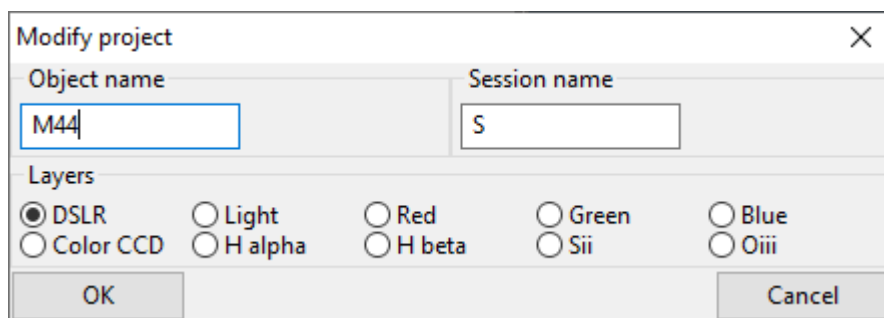 Modify project
Object name Session name
M44 S
Layers
DSLR Light Red Green Blue
Color CCD H alpha H beta Sii Oiii
OK Cancel